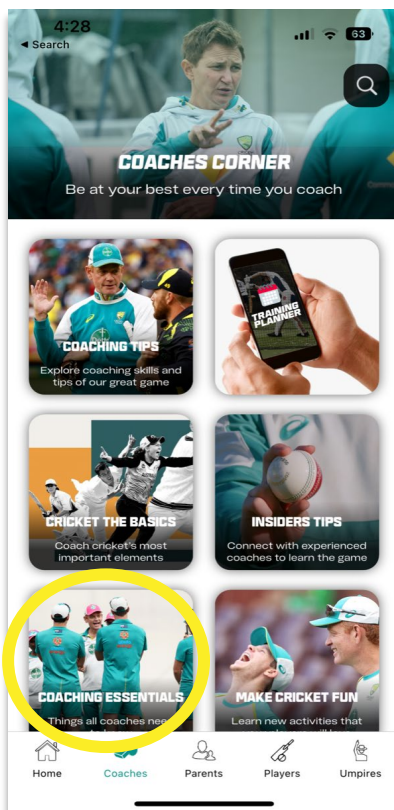 4:28
63
Search
COACHES CORNER
Be at your best every time you coach
COACHING TIPS
Explore coaching skills and
tips of our great game
TRAINING
PLANNER
CRICKET THE BASICS
Coach cricket's most
important elements
INSIDERS TIPS
Connect with experienced
coaches to learn the game
COACHING ESSENTIALS
Things all coaches need
MAKE CRICKET FUN
Learn new activities that
Home
Coaches
Parents
Players
Umpires